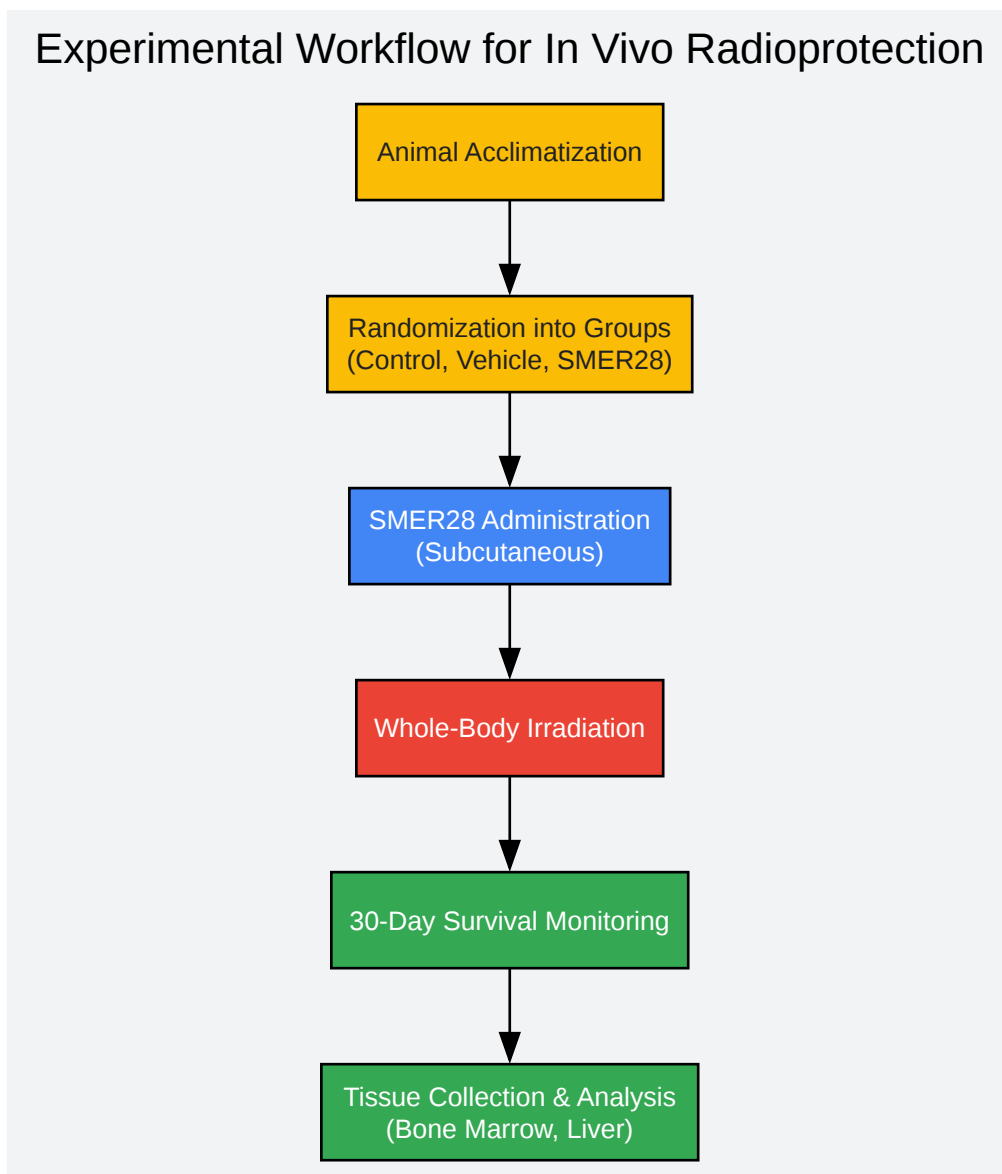 Experimental Workflow for In Vivo Radioprotection
Animal Acclimatization
Randomization into Groups
(Control, Vehicle, SMER28)
SMER28 Administration
(Subcutaneous)
Whole-Body Irradiation
30-Day Survival Monitoring
Tissue Collection & Analysis
(Bone Marrow, Liver)